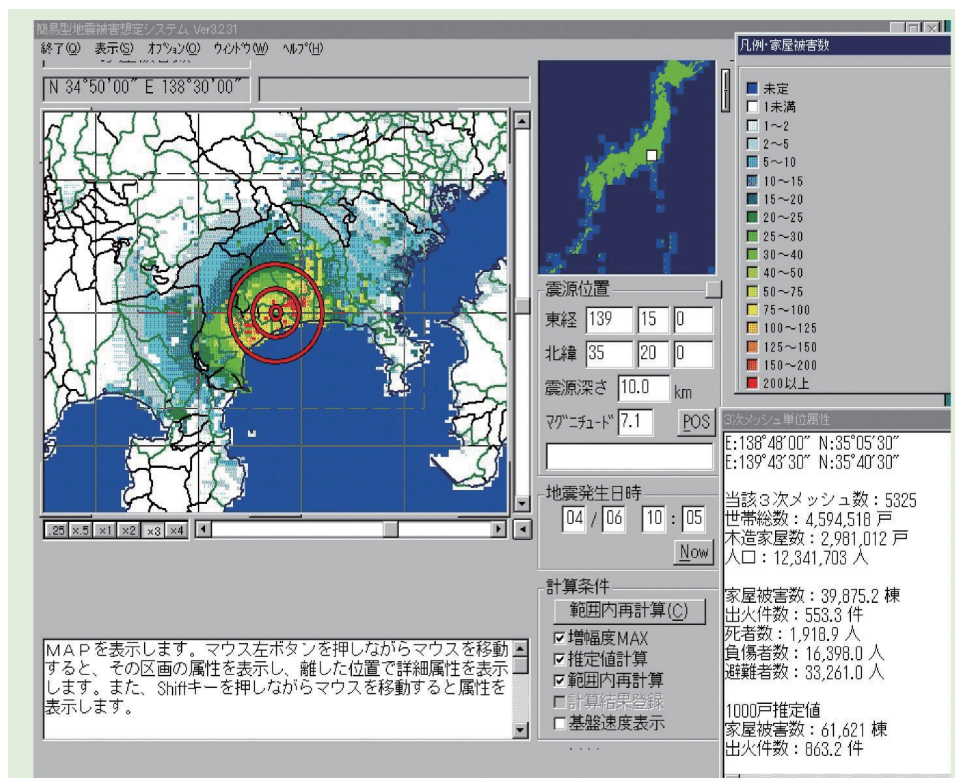 簡易型地震被害想定システム Ver3.2.31
終了(Q) 表示(S) オプション(O) ウィンドウ(W) ヘルプ(H)
N 34°50'00" E 138°30'00"
.25 x.5 x1 x2 x3 x4
MAPを表示します。マウス左ボタンを押しながらマウスを移動
すると、その区画の属性を表示し、離した位置で詳細属性を表示
します。また、Shiftキーを押しながらマウスを移動すると属性を
表示します。
震源位置
東経 139 15 0
北緯 35 20 0
震源深さ 10.0 km
マグニチュード 7.1 POS
地震発生日時
04 / 06 10 : 05
Now
計算条件
範囲内再計算(C)
増幅度MAX
推定値計算
範囲内再計算
計算結果登録
基盤速度表示
凡例・家屋被害数
未定
1未満
1～2
2～5
5～10
10～15
15～20
20～25
25～30
30～40
40～50
50～75
75～100
100～125
125～150
150～200
200以上
3次メッシュ単位属性
E:138°48'00" N:35°05'30"
E:139°43'30" N:35°40'30"
当該3次メッシュ数：5325
世帯総数：4,594,518 戸
木造家屋数：2,981,012 戸
人口：12,341,703 人
家屋被害数：39,875.2 棟
出火件数：553.3 件
死者数：1,918.9 人
負傷者数：16,398.0 人
避難者数：33,261.0 人
1000戸推定値
家屋被害数：61,621 棟
出火件数：863.2 件